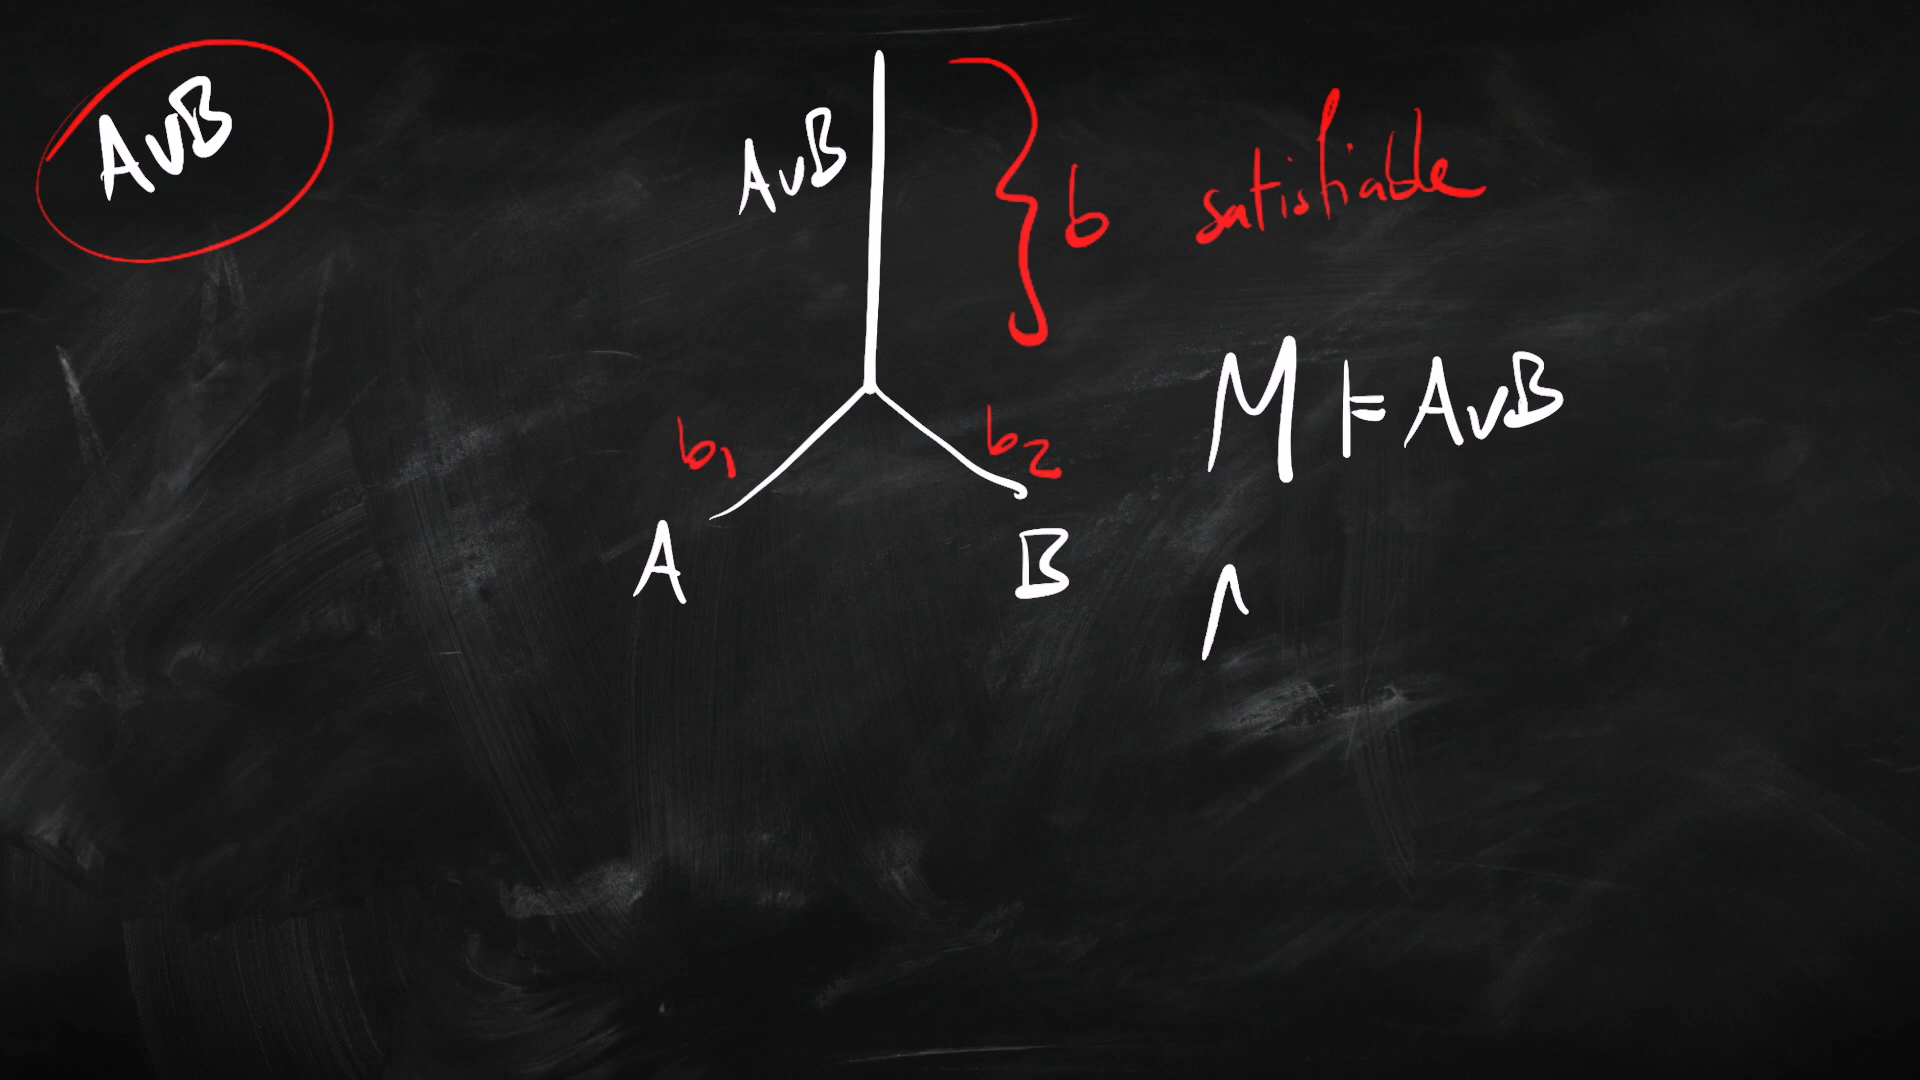 A∨B
A∨B
b satisfiable
b₁
b₂
M ⊨ A∨B
A
B